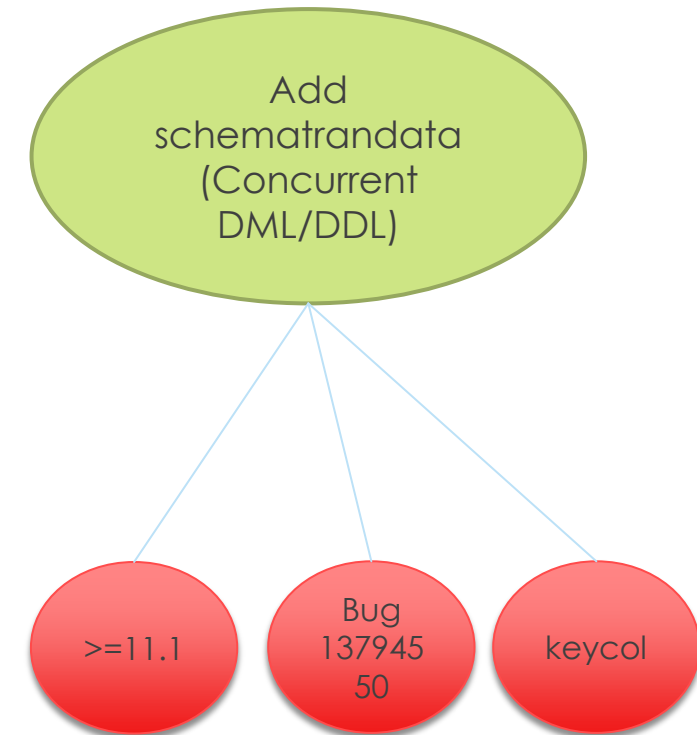 Add
schematrandata
(Concurrent
DML/DDL)
>=11.1
Bug
137945
50
keycol